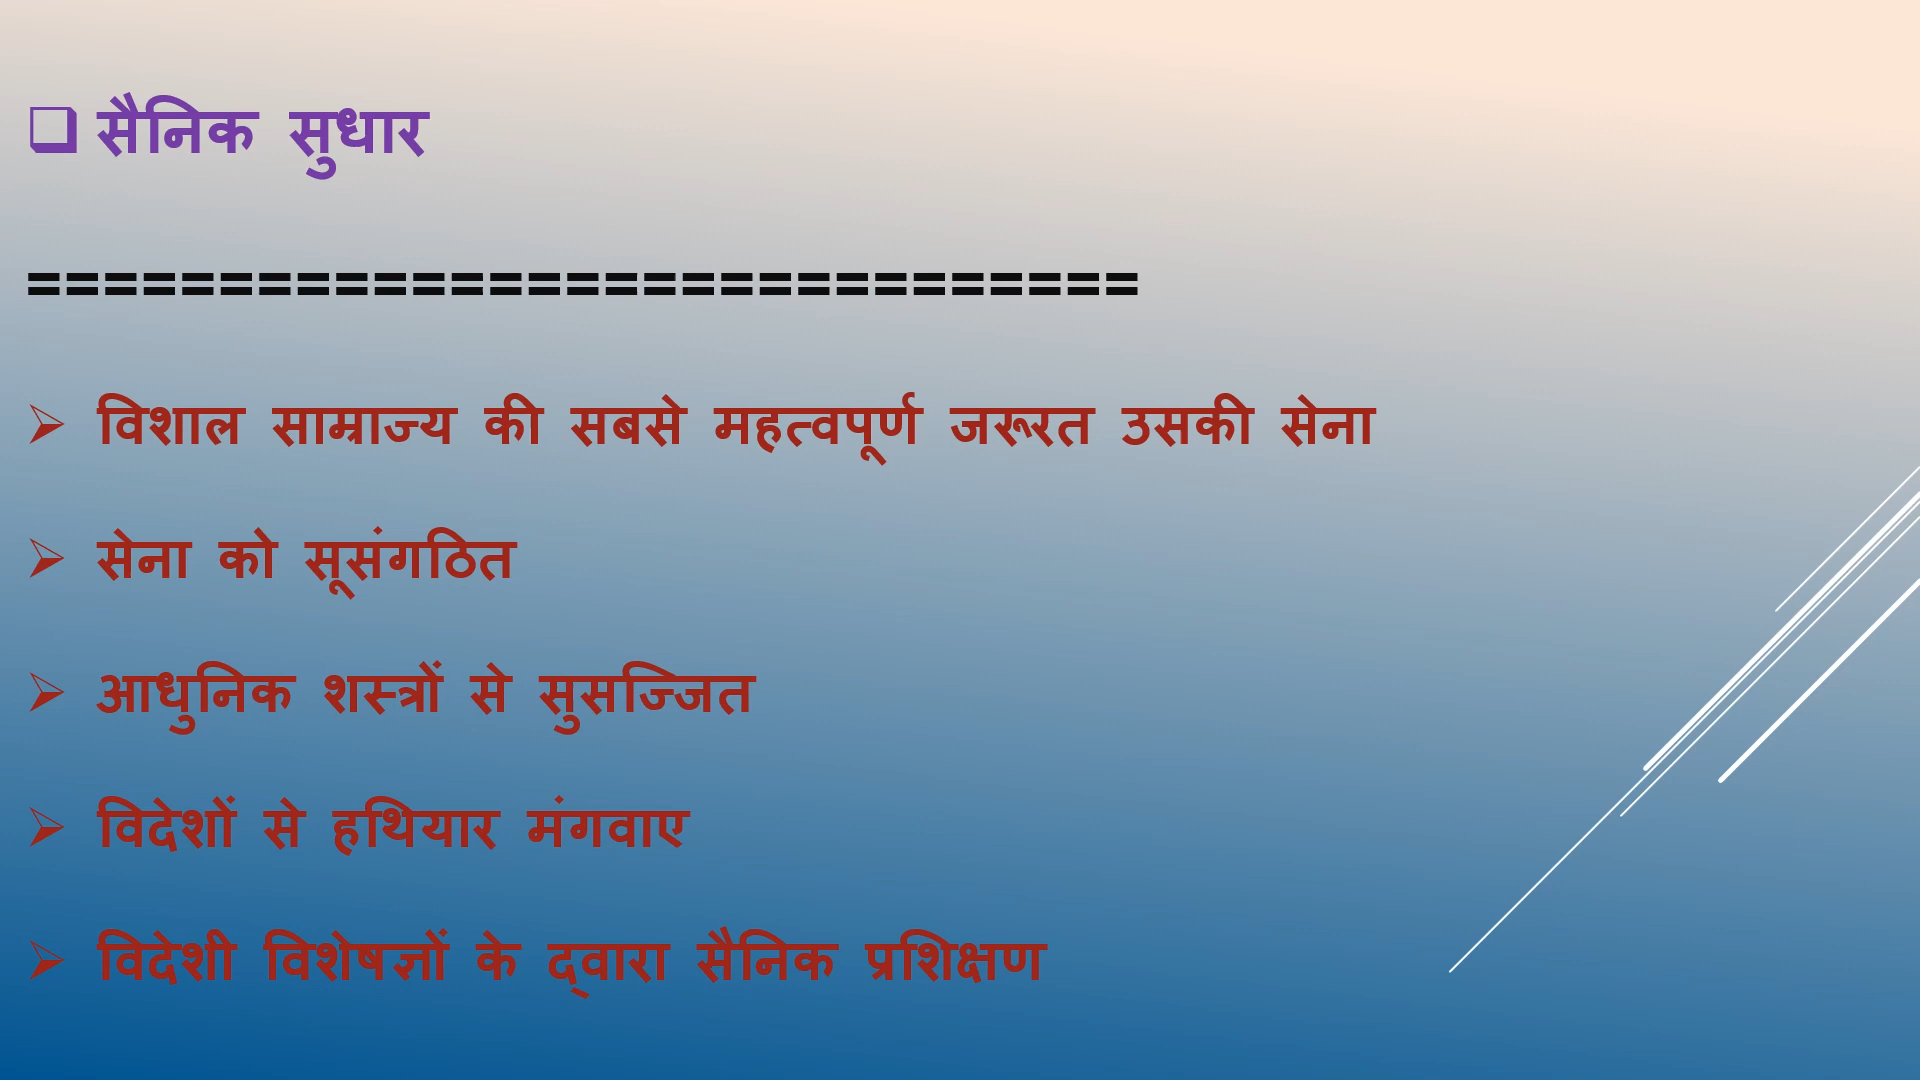 ❑ सैनिक सुधार
=============================
➢ विशाल साम्राज्य की सबसे महत्वपूर्ण जरूरत उसकी सेना
➢ सेना को सूसंगठित
➢ आधुनिक शस्त्रों से सुसज्जित
➢ विदेशों से हथियार मंगवाए
➢ विदेशी विशेषज्ञों के द्वारा सैनिक प्रशिक्षण